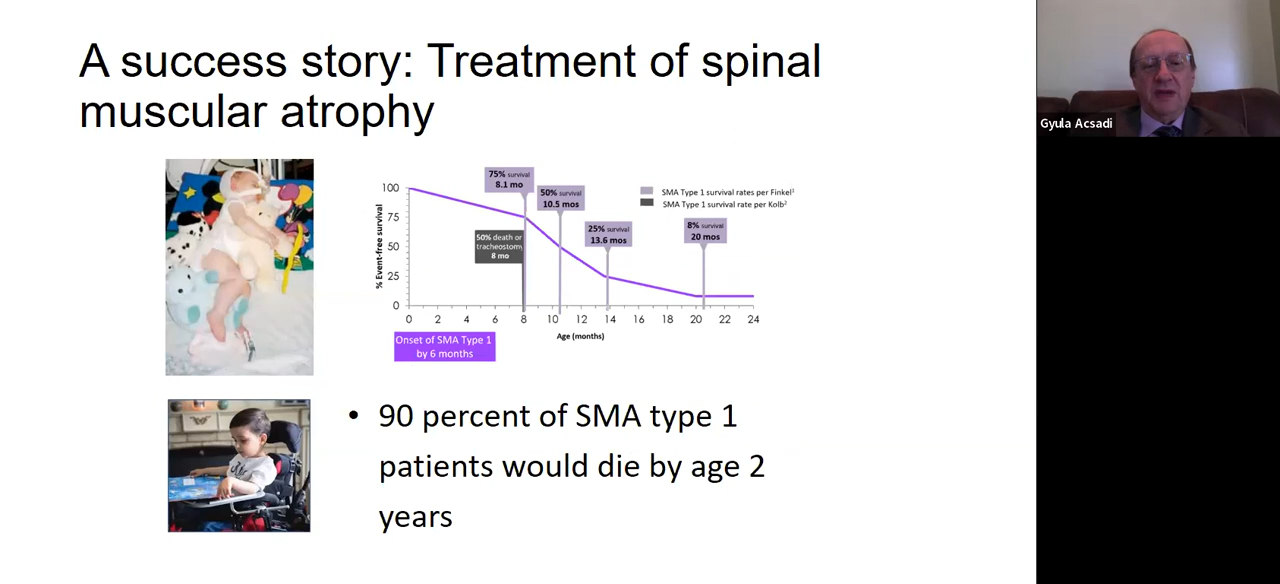 A success story: Treatment of spinal
muscular atrophy
Gyula Acsadi
100
75
50
25
0
% Event-free survival
75% survival
8.1 mo
50% survival
10.5 mos
25% survival
13.6 mos
8% survival
20 mos
50% death or
tracheostomy
8 mo
SMA Type 1 survival rates per Finkel¹
SMA Type 1 survival rate per Kolb²
0 2 4 6 8 10 12 14 16 18 20 22 24
Age (months)
Onset of SMA Type 1
by 6 months
• 90 percent of SMA type 1
patients would die by age 2
years